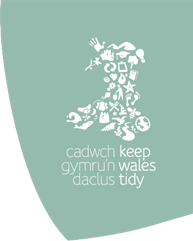 cadwch keep
gymru'n wales
daclus tidy